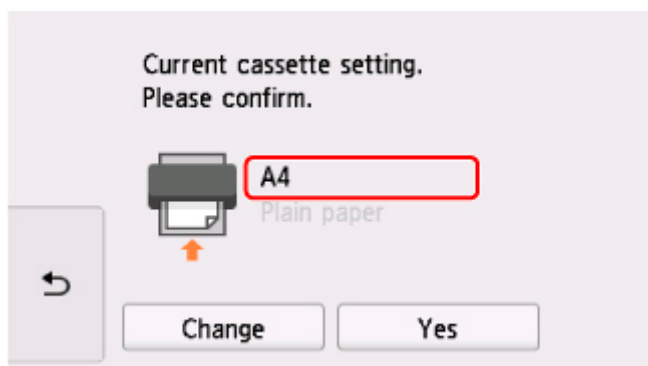 Current cassette setting.
Please confirm.
A4
Plain paper
Change
Yes